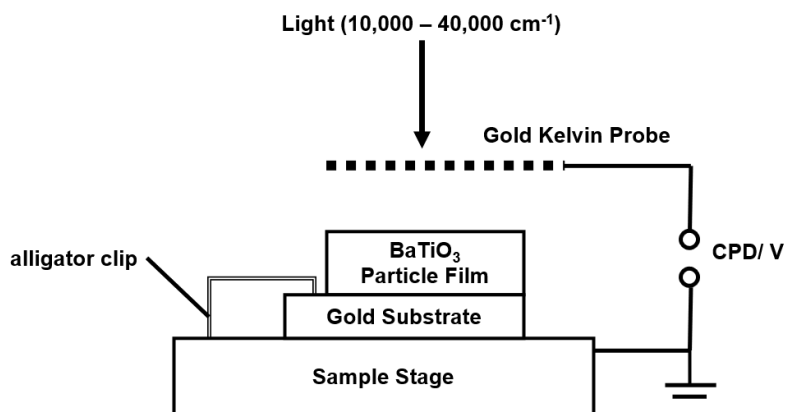 Light (10,000 – 40,000 cm⁻¹)
Gold Kelvin Probe
alligator clip
BaTiO₃
Particle Film
CPD/ V
Gold Substrate
Sample Stage